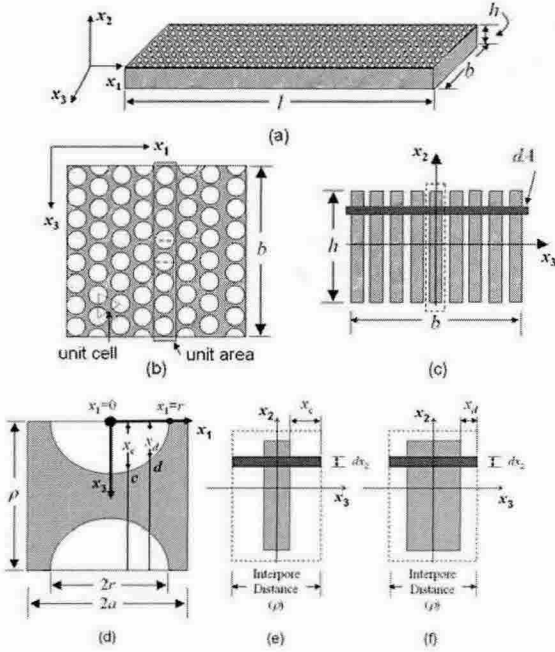 x₂
h
x₁
x₃
b
l
(a)
x₁
x₃
b
unit cell
unit area
(b)
x₂
dA
h
x₃
b
(c)
x₁=0
x₁=r
x₁
x_c
x_d
x₃
c
d
ρ
2r
2a
(d)
x₂
x_c
dx₂
x₃
Interpore
Distance
(ρ)
(e)
x₂
x_d
dx₂
x₃
Interpore
Distance
(ρ)
(f)